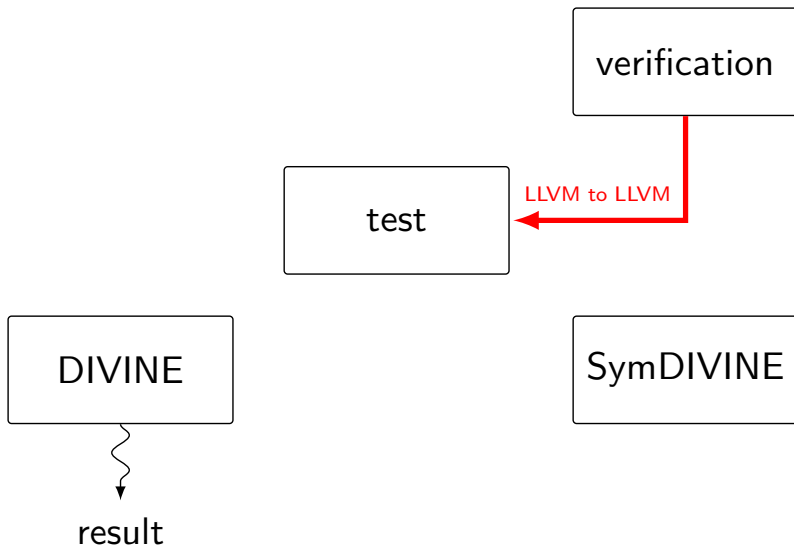 verification
LLVM to LLVM
test
DIVINE
SymDIVINE
result